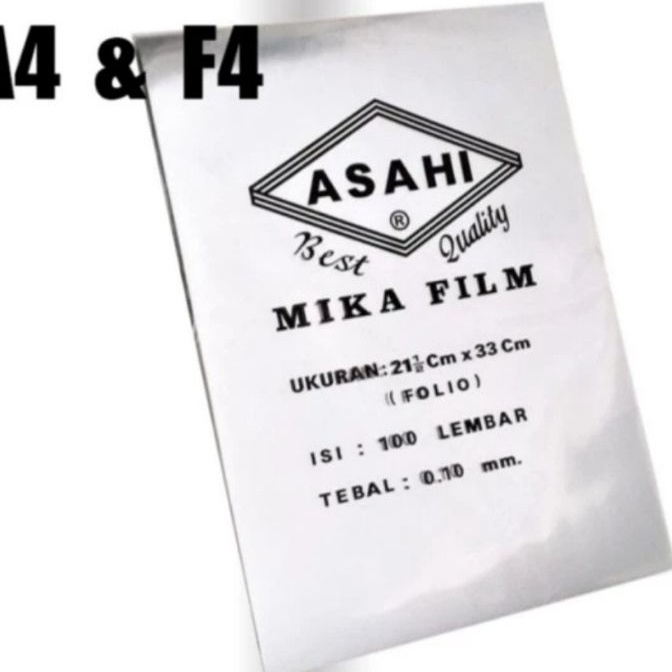 A4 & F4
ASAHI
®
Best Quality
MIKA FILM
UKURAN: 21½ Cm x 33 Cm
( FOLIO )
ISI : 100 LEMBAR
TEBAL : 0.10 mm.